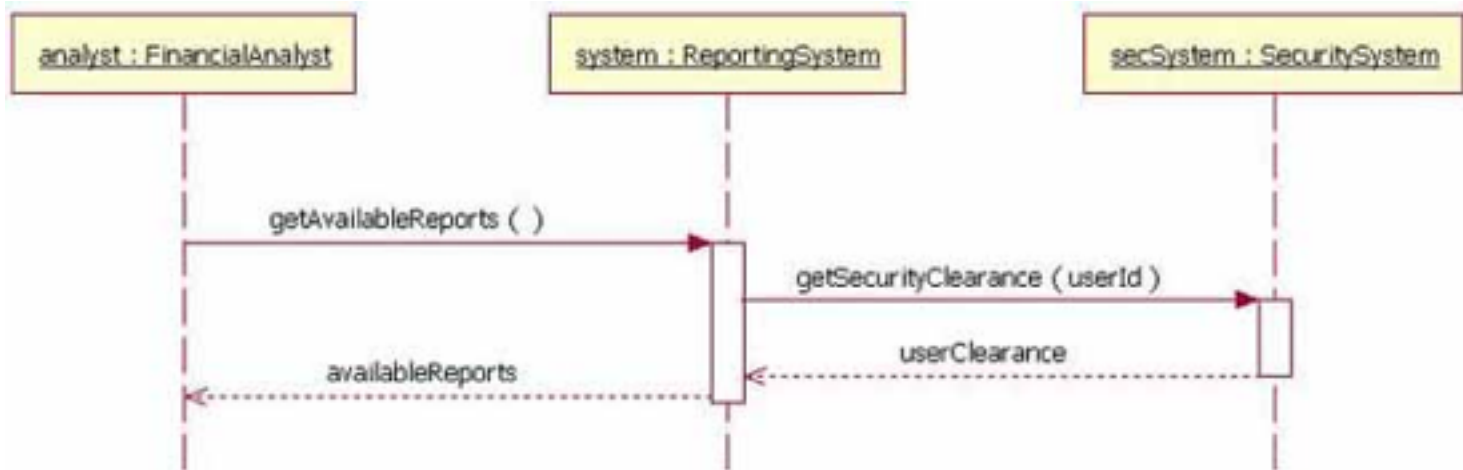 analyst : FinancialAnalyst
system : ReportingSystem
secSystem : SecuritySystem
getAvailableReports ( )
getSecurityClearance ( userId )
userClearance
availableReports